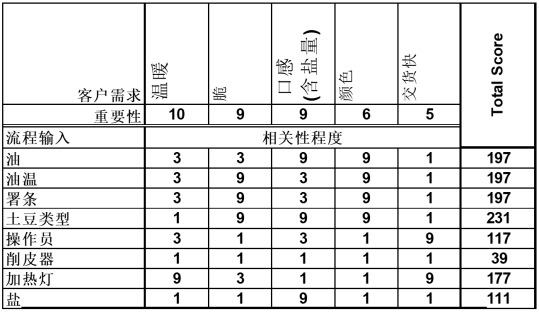 客户需求 温暖 脆 口感(含盐量) 颜色 交货快 Total Score
重要性 10 9 9 6 5
流程输入 相关性程度
油 3 3 9 9 1 197
油温 3 9 3 9 1 197
署条 3 9 3 9 1 197
土豆类型 1 9 9 9 1 231
操作员 3 1 3 1 9 117
削皮器 1 1 1 1 1 39
加热灯 9 3 1 1 9 177
盐 1 1 9 1 1 111